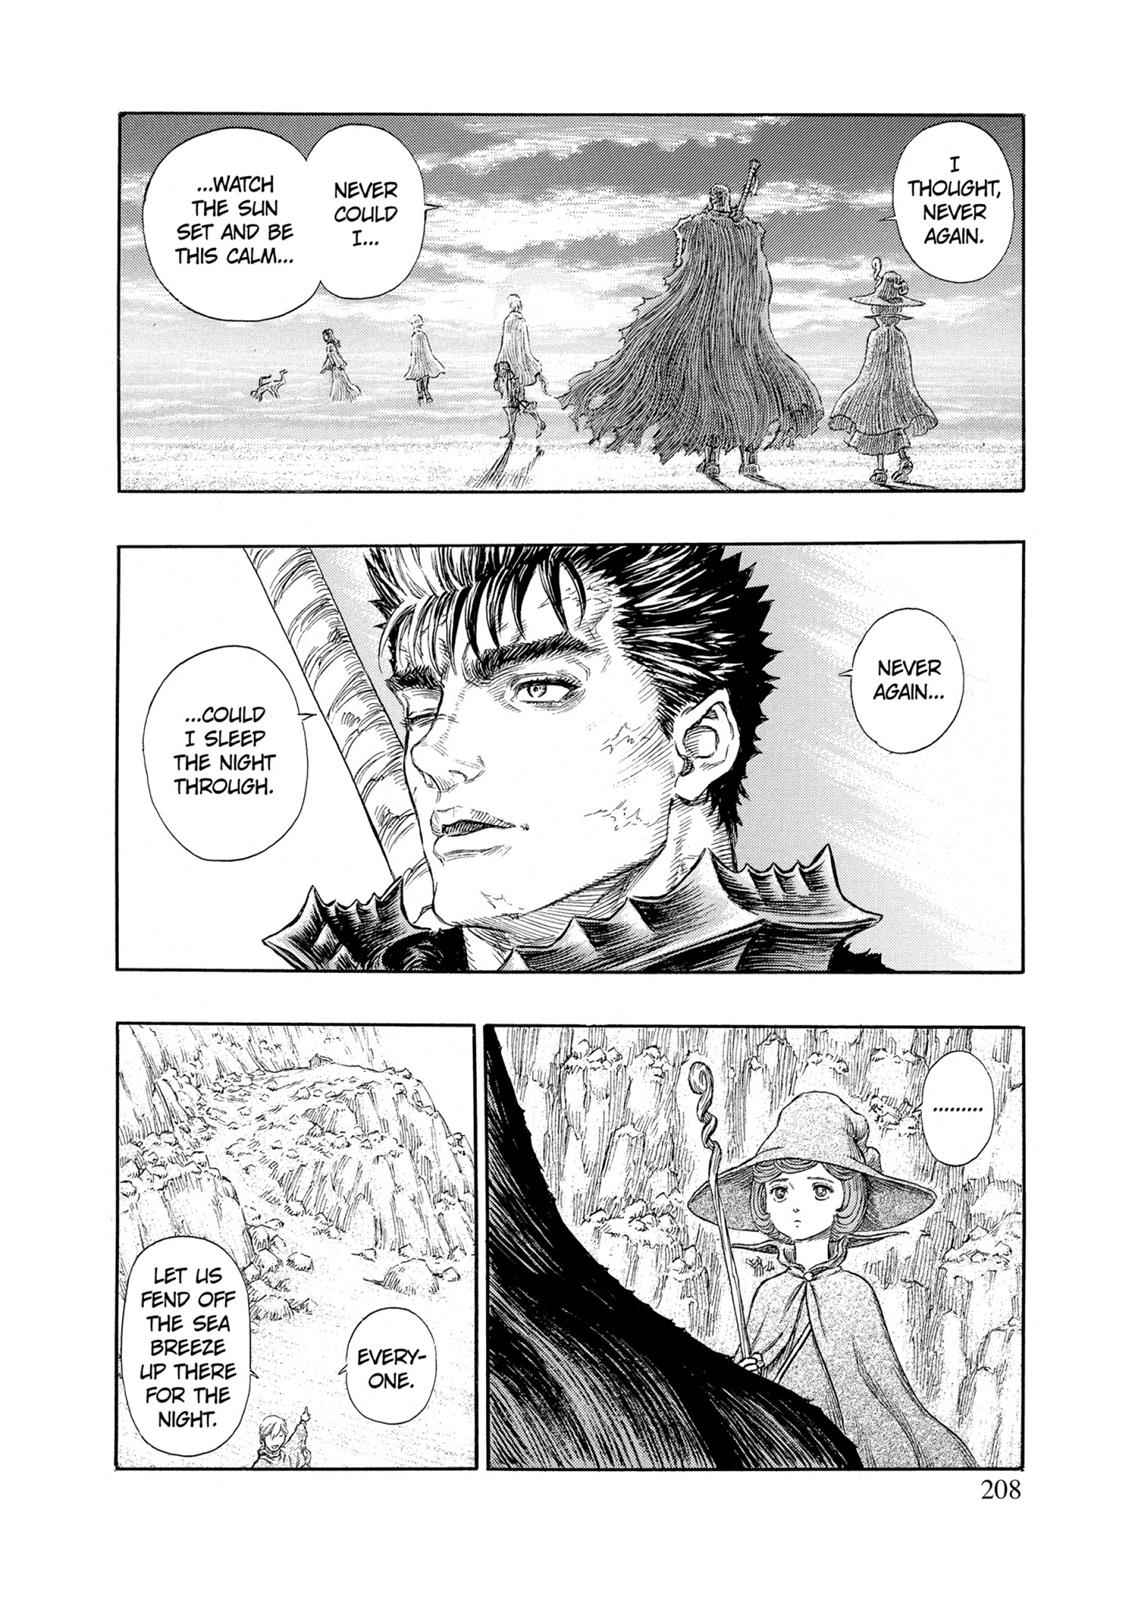 I
THOUGHT,
NEVER
AGAIN.
NEVER
COULD
I...
...WATCH
THE SUN
SET AND BE
THIS CALM...
NEVER
AGAIN...
...COULD
I SLEEP
THE NIGHT
THROUGH.
..........
EVERY-
ONE.
LET US
FEND OFF
THE SEA
BREEZE
UP THERE
FOR THE
NIGHT.
208